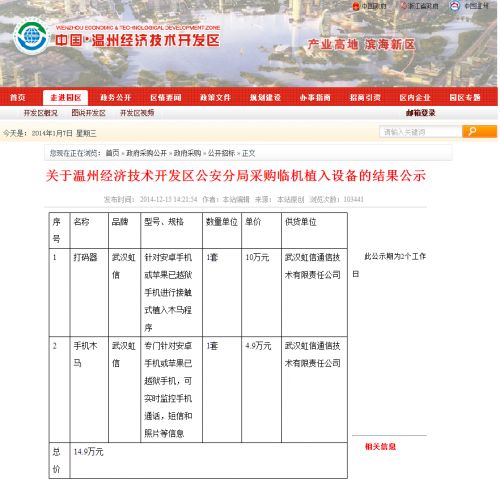 中国政府 浙江省政府 中国温州
WENZHOU ECONOMIC & TECHNOLOGICAL DEVELOPMENT ZONE
中国·温州经济技术开发区
产业高地 滨海新区
首页 走进园区 政务公开 区情要闻 政策文件 规划建设 办事指南 招商引资 区内企业 园区专题
开发区概况 图说开发区 开发区视频 邮箱登录
今天是: 2014年1月7日 星期三 请输入关键词
您现在正在浏览: 首页 » 政府采购公开 » 政府采购 » 公开招标 » 正文
关于温州经济技术开发区公安分局采购临机植入设备的结果公示
发布时间: 2014-12-15 14:21:54 作者: 本站编辑 来源: 本站原创 浏览次数: 103441
序号 名称 品牌 型号、规格 数量单位 单价 供货单位
1 打码器 武汉虹信 针对安卓手机或苹果已越狱手机进行接触式植入木马程序 1套 10万元 武汉虹信通信技术有限责任公司
2 手机木马 武汉虹信 专门针对安卓手机或苹果已越狱手机，可实时监控手机通话，短信和照片等信息 1套 4.9万元 武汉虹信通信技术有限责任公司
总价 14.9万元
此公示期为2个工作
日
相关信息